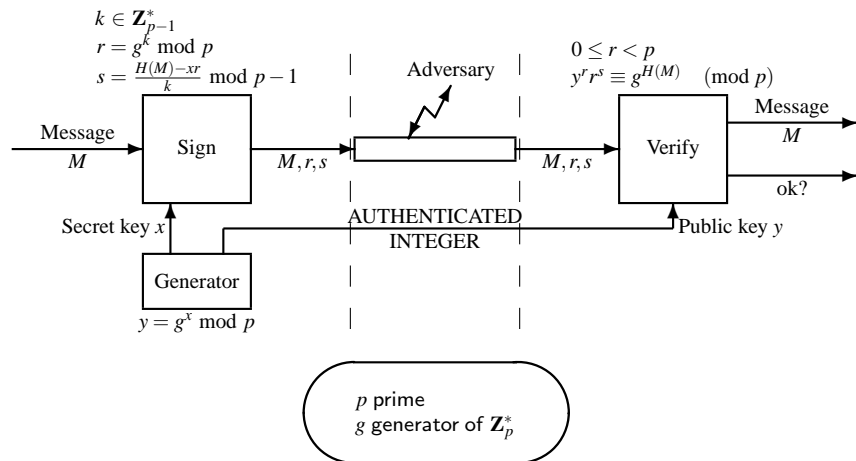 k ∈ Z*_{p−1}
r = g^k mod p
s = (H(M)−xr)/k mod p − 1
0 ≤ r < p
y^r r^s ≡ g^{H(M)} (mod p)
Adversary
Message
M
Sign
M, r, s
M, r, s
Verify
Message
M
ok?
Secret key x
AUTHENTICATED
INTEGER
Public key y
Generator
y = g^x mod p
p prime
g generator of Z*_p